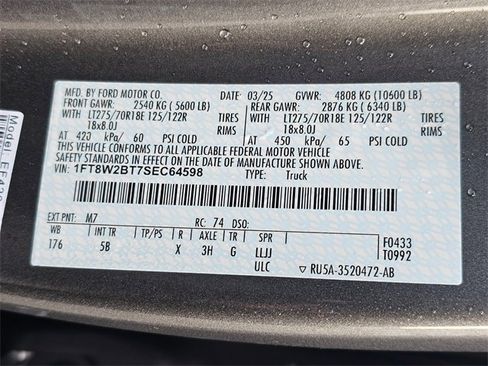 MFD. BY FORD MOTOR CO. 03/25 GVWR: 4808 KG (10600 LB)
FRONT GAWR: 2540 KG ( 5600 LB) REAR GAWR: 2876 KG ( 6340 LB)
WITH LT275/70R18E 125/122R TIRES WITH LT275/70R18E 125/122R TIRES
18x8.0J RIMS 18x8.0J RIMS
AT 420 kPa/ 60 PSI COLD AT 450 kPa/ 65 PSI COLD
THIS VEHICLE CONFORMS TO ALL APPLICABLE FEDERAL MOTOR VEHICLE
SAFETY STANDARDS IN EFFECT ON THE DATE OF MANUFACTURE SHOWN ABOVE.
VIN: 1FT8W2BT7SEC64598 TYPE: Truck
EXT PNT: M7 RC: 74 DSO:
WB INT TR TP/PS R AXLE TR SPR F0433
176 5B X 3H G LLJJ T0992
ULC RU5A-3520472-AB
Model